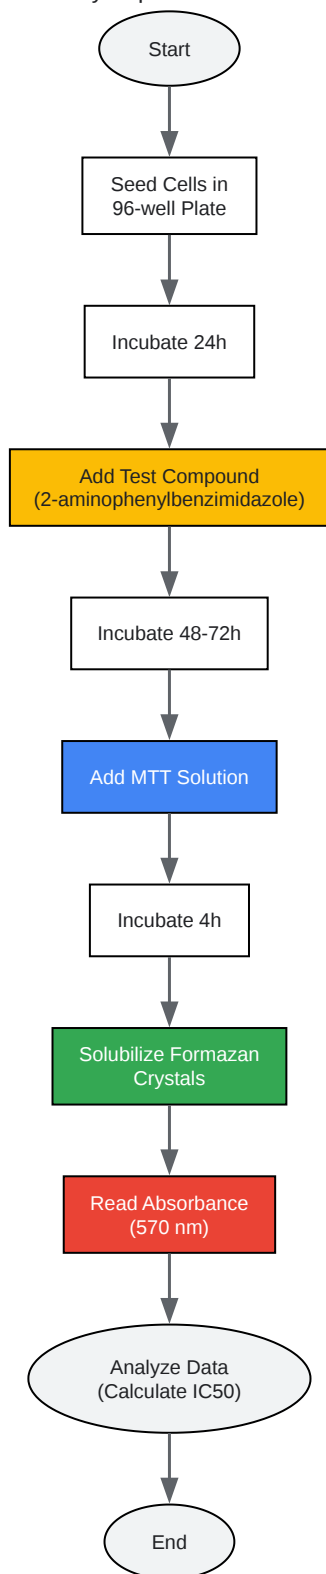 Start
Seed Cells in
96-well Plate
Incubate 24h
Add Test Compound
(2-aminophenylbenzimidazole)
Incubate 48-72h
Add MTT Solution
Incubate 4h
Solubilize Formazan
Crystals
Read Absorbance
(570 nm)
Analyze Data
(Calculate IC50)
End